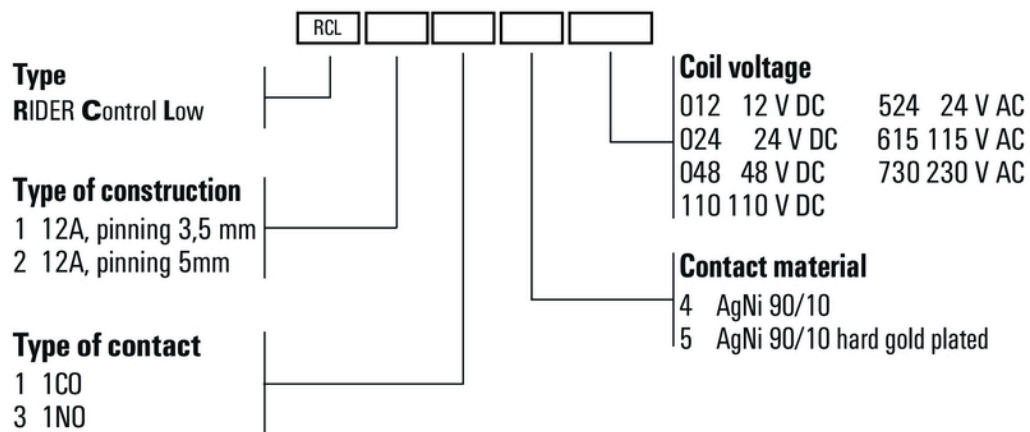 RCL
Type
RIDER Control Low
Type of construction
1 12A, pinning 3,5 mm
2 12A, pinning 5mm
Type of contact
1 1CO
3 1NO
Coil voltage
012 12 V DC 524 24 V AC
024 24 V DC 615 115 V AC
048 48 V DC 730 230 V AC
110 110 V DC
Contact material
4 AgNi 90/10
5 AgNi 90/10 hard gold plated